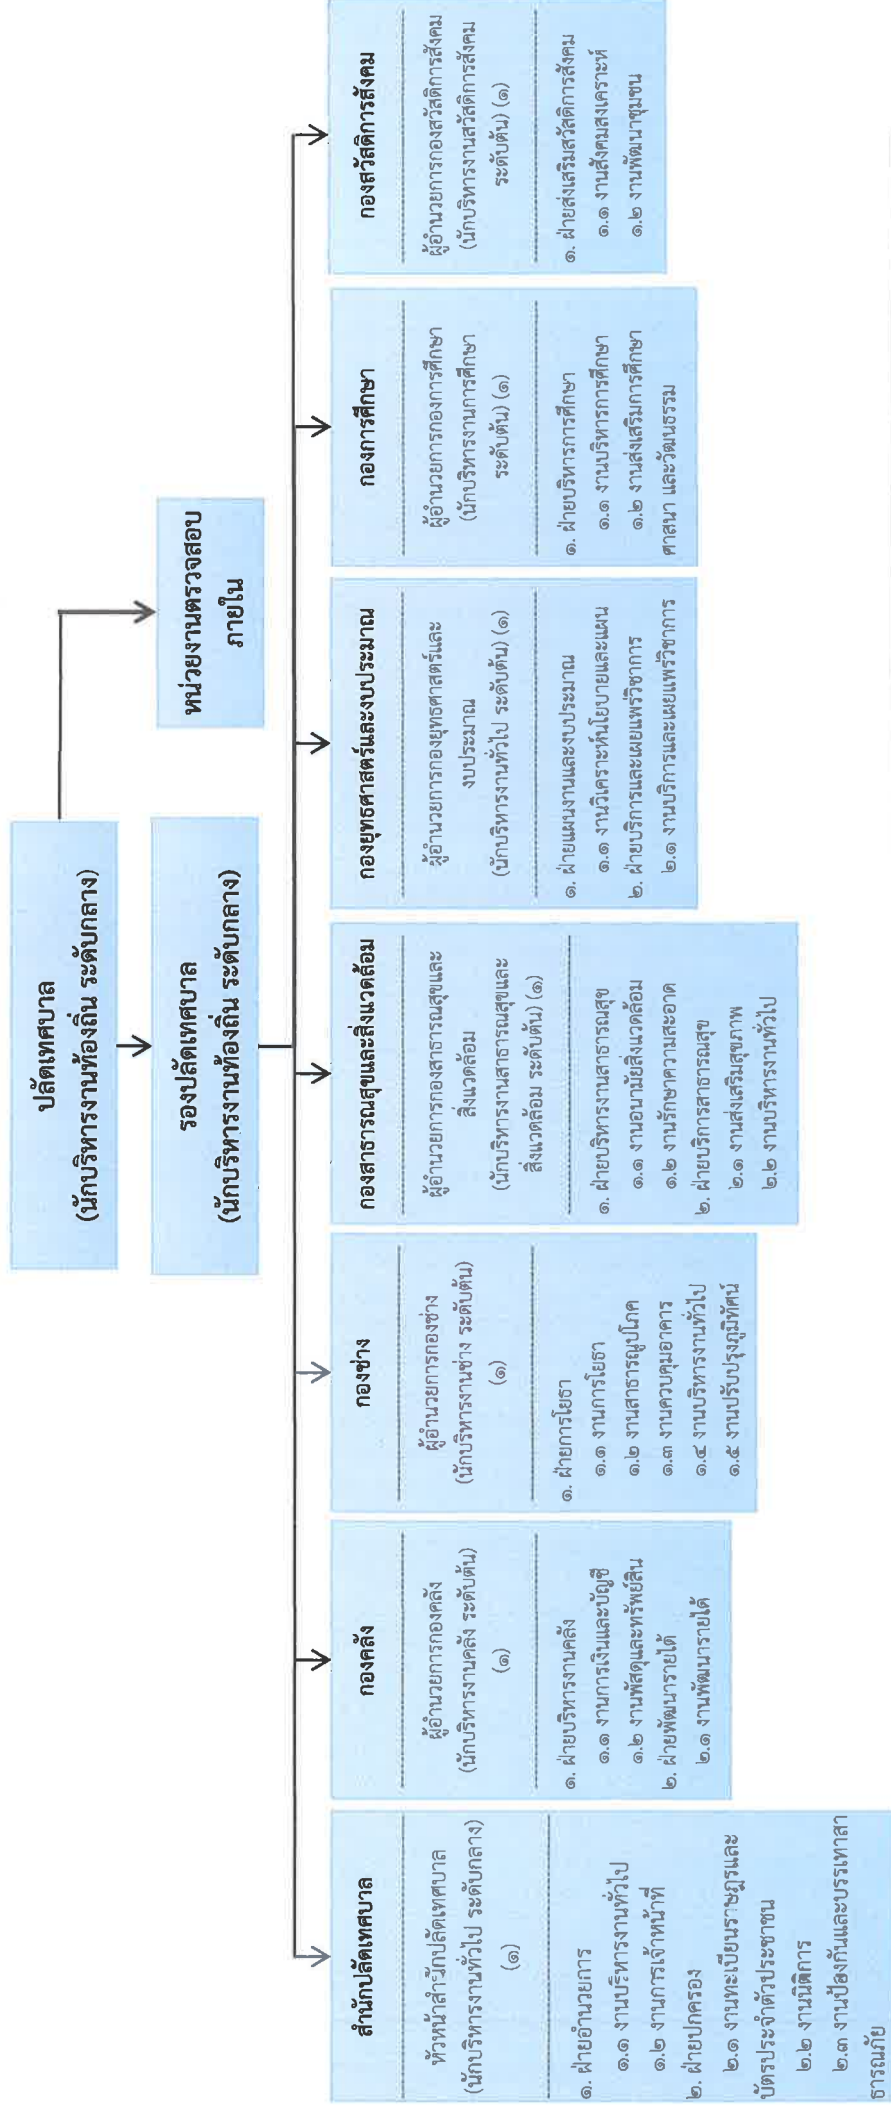 ปลัดเทศบาล
(นักบริหารงานท้องถิ่น ระดับกลาง)
หน่วยงานตรวจสอบ
ภายใน
รองปลัดเทศบาล
(นักบริหารงานท้องถิ่น ระดับกลาง)
สำนักปลัดเทศบาล
หัวหน้าสำนักปลัดเทศบาล
(นักบริหารงานทั่วไป ระดับกลาง)
(๑)
๑. ฝ่ายอำนวยการ
๑.๑ งานบริหารงานทั่วไป
๑.๒ งานการเจ้าหน้าที่
๒. ฝ่ายปกครอง
๒.๑ งานทะเบียนราษฎรและ
บัตรประจำตัวประชาชน
๒.๒ งานนิติการ
๒.๓ งานป้องกันและบรรเทาสา
ธารณภัย
กองคลัง
ผู้อำนวยการกองคลัง
(นักบริหารงานคลัง ระดับต้น)
(๑)
๑. ฝ่ายบริหารงานคลัง
๑.๑ งานการเงินและบัญชี
๑.๒ งานพัสดุและทรัพย์สิน
๒. ฝ่ายพัฒนารายได้
๒.๑ งานพัฒนารายได้
กองช่าง
ผู้อำนวยการกองช่าง
(นักบริหารงานช่าง ระดับต้น)
(๑)
๑. ฝ่ายการโยธา
๑.๑ งานการโยธา
๑.๒ งานสาธารณูปโภค
๑.๓ งานควบคุมอาคาร
๑.๔ งานบริหารงานทั่วไป
๑.๕ งานปรับปรุงภูมิทัศน์
กองสาธารณสุขและสิ่งแวดล้อม
ผู้อำนวยการกองสาธารณสุขและ
สิ่งแวดล้อม
(นักบริหารงานสาธารณสุขและ
สิ่งแวดล้อม ระดับต้น) (๑)
๑. ฝ่ายบริหารงานสาธารณสุข
๑.๑ งานอนามัยสิ่งแวดล้อม
๑.๒ งานรักษาความสะอาด
๒. ฝ่ายบริการสาธารณสุข
๒.๑ งานส่งเสริมสุขภาพ
๒.๒ งานบริหารงานทั่วไป
กองยุทธศาสตร์และงบประมาณ
ผู้อำนวยการกองยุทธศาสตร์และ
งบประมาณ
(นักบริหารงานทั่วไป ระดับต้น) (๑)
๑. ฝ่ายแผนงานและงบประมาณ
๑.๑ งานวิเคราะห์นโยบายและแผน
๒. ฝ่ายบริการและเผยแพร่วิชาการ
๒.๑ งานบริการและเผยแพร่วิชาการ
กองการศึกษา
ผู้อำนวยการกองการศึกษา
(นักบริหารงานการศึกษา
ระดับต้น) (๑)
๑. ฝ่ายบริหารการศึกษา
๑.๑ งานบริหารการศึกษา
๑.๒ งานส่งเสริมการศึกษา
ศาสนา และวัฒนธรรม
กองสวัสดิการสังคม
ผู้อำนวยการกองสวัสดิการสังคม
(นักบริหารงานสวัสดิการสังคม
ระดับต้น) (๑)
๑. ฝ่ายส่งเสริมสวัสดิการสังคม
๑.๑ งานสังคมสงเคราะห์
๑.๒ งานพัฒนาชุมชน